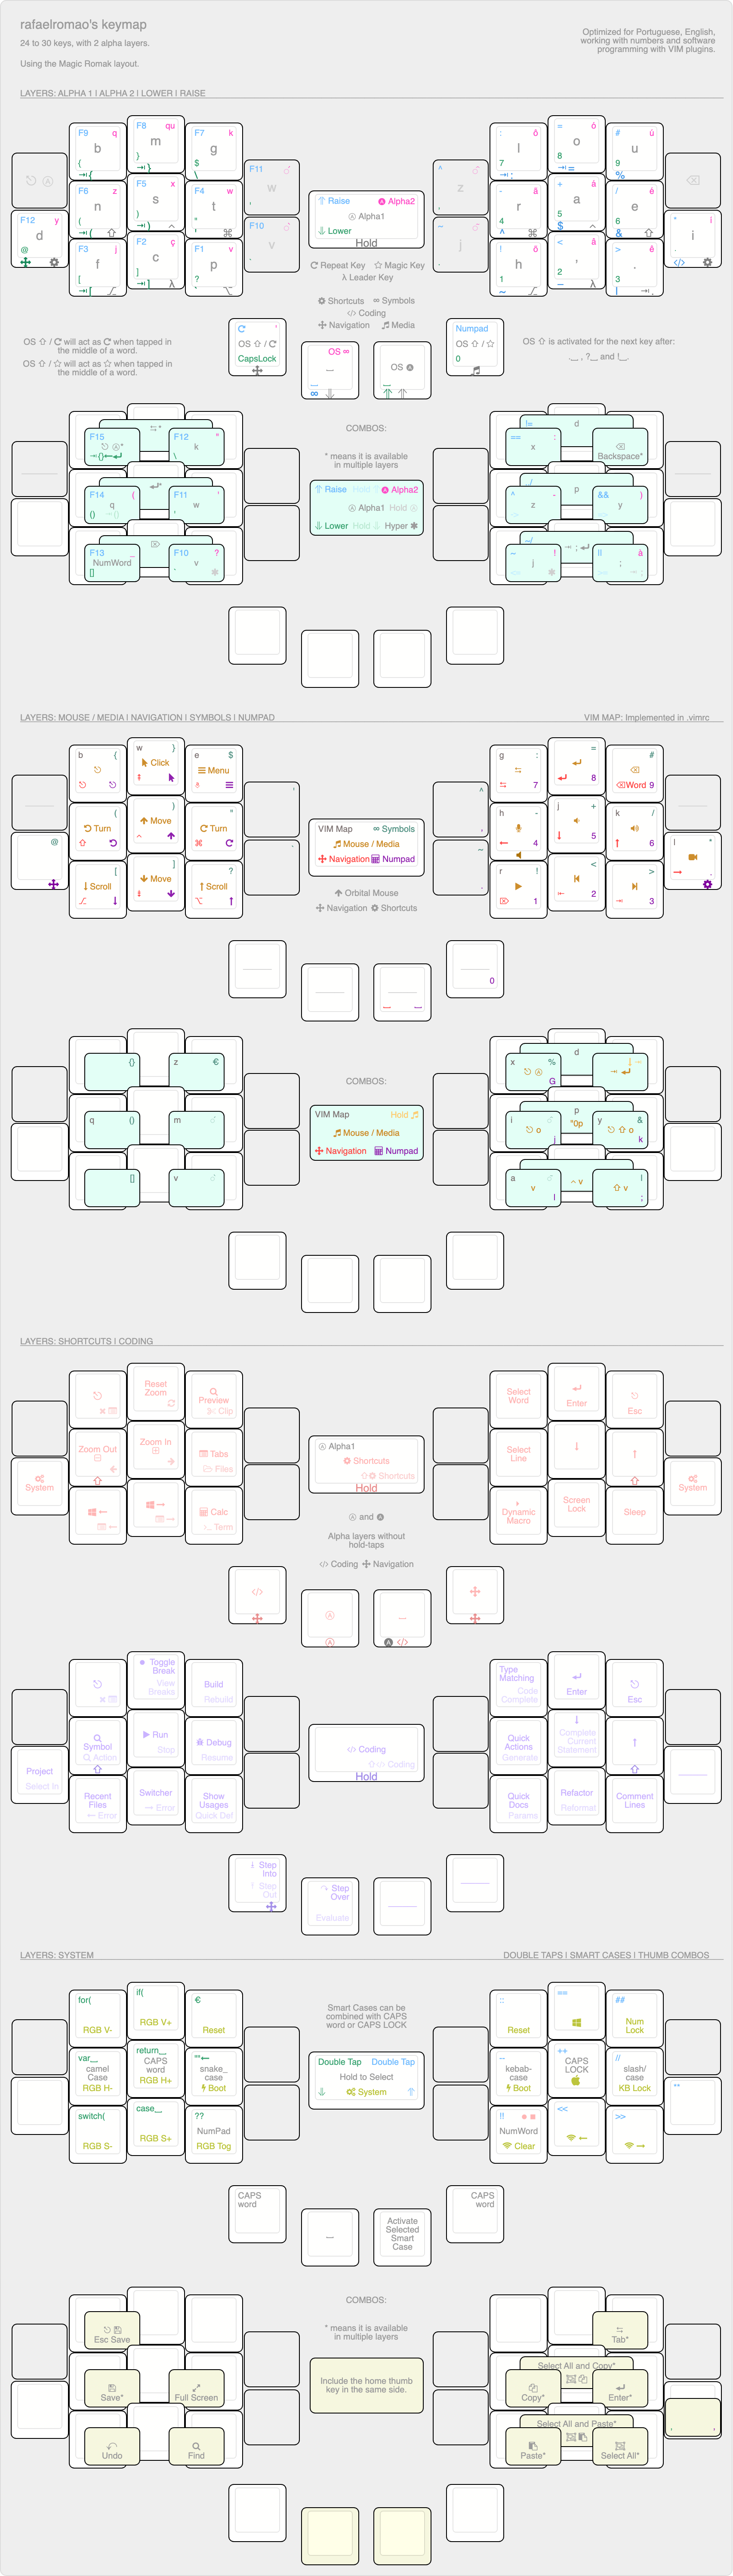 rafaelromao's keymap
24 to 30 keys, with 2 alpha layers.
Using the Magic Romak layout.
Optimized for Portuguese, English,
working with numbers and software
programming with VIM plugins.
LAYERS: ALPHA 1 | ALPHA 2 | LOWER | RAISE
F9 q
b
{
F8 qu
m
}
F7 k
g
$
\
F11
w
'
F6 z
n
(
F5 x
s
)
F4 t w
"
F10
v
.
F12 y
d
@
F3 j
f
[
F2 ç
c
]
λ
F1 v
p
?
`
: õ
l
7
= ó
o
8
# ú
u
9
%
^
z
,
- ã
r
4
^
+ á
a
5
$
/ é
e
6
&
~
j
.
* í
i
.
</>
! ô
h
1
~
< â
,
2
_
> ê
.
3
|
Raise Alpha2
Alpha1
Lower
Hold
Repeat Key Magic Key
λ Leader Key
Shortcuts ∞ Symbols
</> Coding
Navigation Media
OS ⇧ / will act as when tapped
in the middle of a word.
OS ⇧ / will act as when tapped
in the middle of a word.
OS ⇧ is activated for the next key after:
OS ⇧ /
CapsLock
OS ∞
∞
OS
Numpad
OS ⇧ /
0
COMBOS:
* means it is available
in multiple layers
Raise Hold Alpha2
Alpha1 Hold
Lower Hold Hyper
F15
F12 "
k
\
F14 (
q
()
F11 '
w
F13 _
NumWord
[]
F10 ?
v
.
!= d
== :
x
Backspace*
p
^
z
-
&& )
y
~ !
j
|| à
;
LAYERS: MOUSE / MEDIA | NAVIGATION | SYMBOLS | NUMPAD
VIM MAP: Implemented in .vimrc
b {
w }
Click
e $
Menu
(
Turn
)
Move
"
Turn
@
[
Scroll
]
Move
?
Scroll
VIM Map ∞ Symbols
Mouse / Media
Navigation Numpad
Orbital Mouse
Navigation Shortcuts
g :
7
=
8
#
Word 9
h -
4
j +
5
k /
6
l *
.
r !
1
<
2
>
3
0
COMBOS:
VIM Map Hold
Mouse / Media
Navigation Numpad
{}
z €
q ()
m
[]
v
d
x %
G
p
"0p
i
o
j
y &
o
k
a
v
l
v
|
v
;
LAYERS: SHORTCUTS | CODING
Reset
Zoom
Preview
Clip
Zoom Out
Zoom In
Tabs
Files
System
Calc
Term
Alpha1
Shortcuts
Shortcuts
Hold
and
Alpha layers without
hold-taps
</> Coding Navigation
Select
Word
Enter
Esc
Select
Line
System
Dynamic
Macro
Screen
Lock
Sleep
Toggle
Break
View
Breaks
Build
Rebuild
Symbol
Action
Run
Stop
Debug
Resume
Project
Select In
Recent
Files
Error
Switcher
Error
Show
Usages
Quick Def
</> Coding
</> Coding
Hold
Type
Matching
Code
Complete
Enter
Esc
Quick
Actions
Generate
Complete
Current
Statement
Quick
Docs
Params
Refactor
Reformat
Comment
Lines
Step
Into
Step
Out
Step
Over
Evaluate
LAYERS: SYSTEM
DOUBLE TAPS | SMART CASES | THUMB COMBOS
for(
RGB V-
if(
RGB V+
€
Reset
var_
camel
Case
RGB H-
return_
CAPS
word
RGB H+
snake_
case
Boot
switch(
RGB S-
case_
RGB S+
??
NumPad
RGB Tog
Smart Cases can be
combined with CAPS
word or CAPS LOCK
Double Tap Double Tap
Hold to Select
System
::
Reset
==
##
Num
Lock
--
kebab-
case
Boot
++
CAPS
LOCK
//
slash/
case
KB Lock
**
!!
NumWord
Clear
<<
>>
CAPS
word
Activate
Selected
Smart
Case
CAPS
word
COMBOS:
* means it is available
in multiple layers
Include the home thumb
key in the same side.
Esc Save
Save*
Full Screen
Undo
Find
Tab*
Select All and Copy*
Copy*
Enter*
Select All and Paste*
Paste*
Select All*